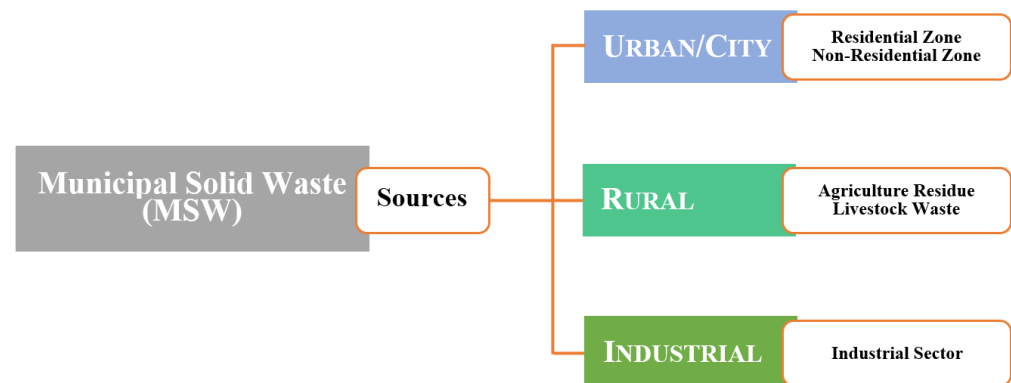 Municipal Solid Waste
(MSW)
Sources
URBAN/CITY
Residential Zone
Non-Residential Zone
RURAL
Agriculture Residue
Livestock Waste
INDUSTRIAL
Industrial Sector